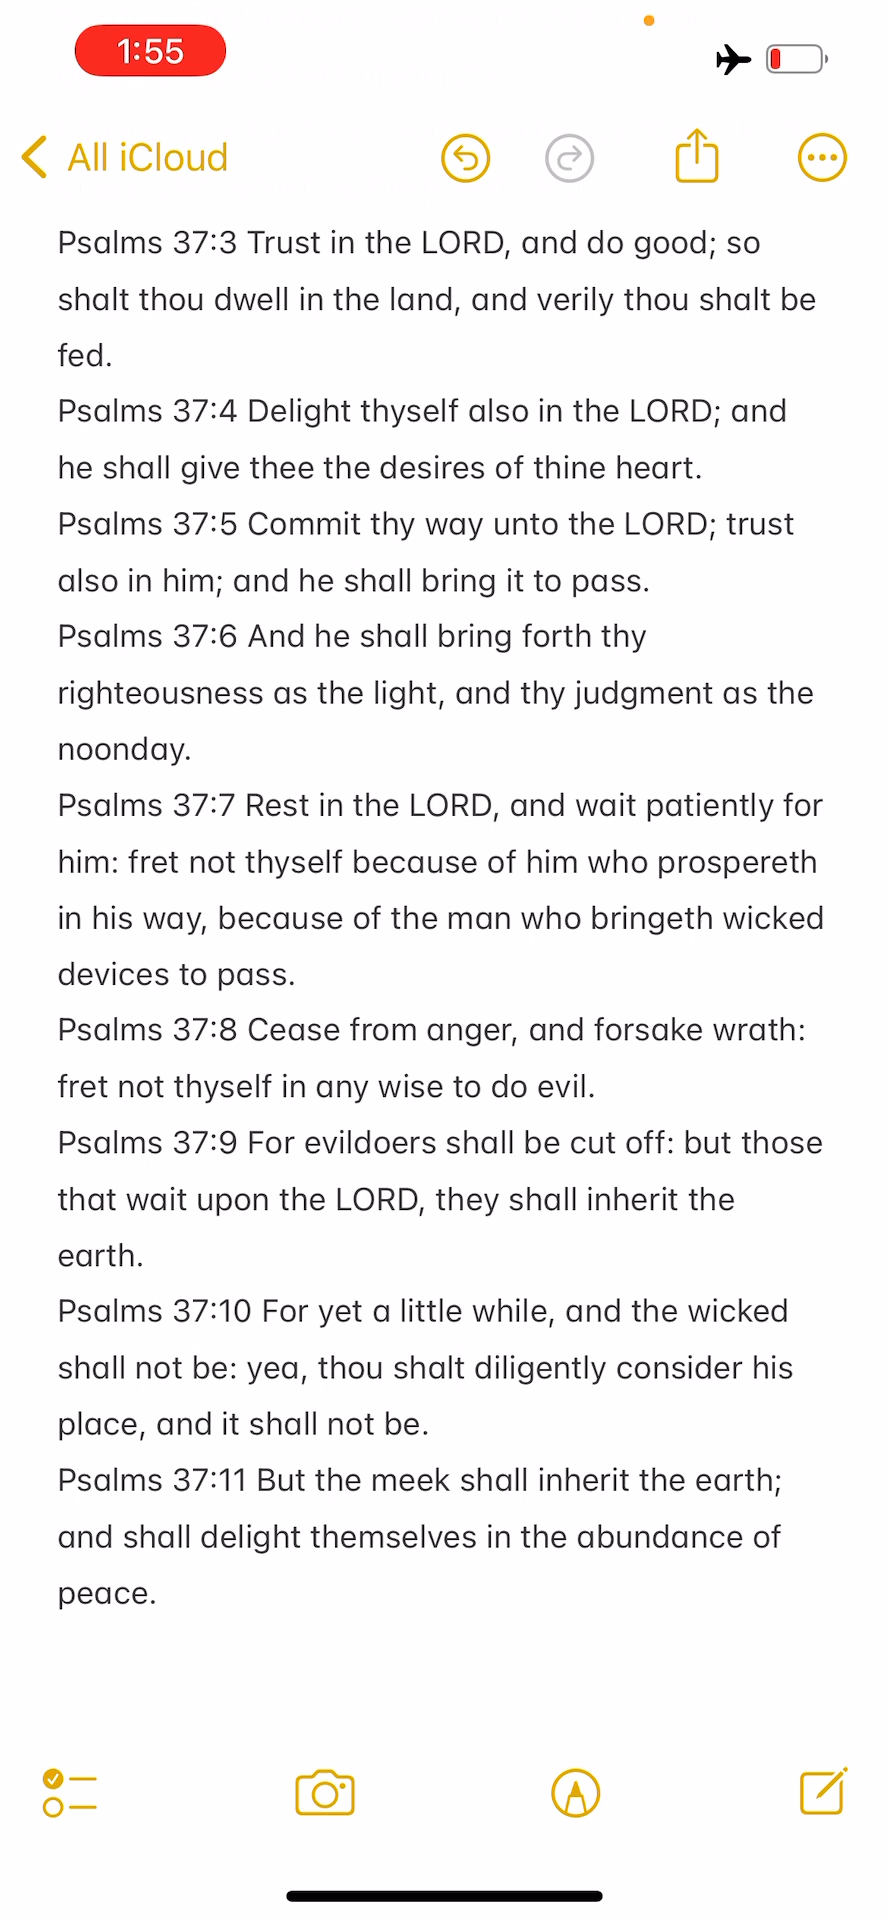 1:55
All iCloud
Psalms 37:3 Trust in the LORD, and do good; so
shalt thou dwell in the land, and verily thou shalt be
fed.
Psalms 37:4 Delight thyself also in the LORD; and
he shall give thee the desires of thine heart.
Psalms 37:5 Commit thy way unto the LORD; trust
also in him; and he shall bring it to pass.
Psalms 37:6 And he shall bring forth thy
righteousness as the light, and thy judgment as the
noonday.
Psalms 37:7 Rest in the LORD, and wait patiently for
him: fret not thyself because of him who prospereth
in his way, because of the man who bringeth wicked
devices to pass.
Psalms 37:8 Cease from anger, and forsake wrath:
fret not thyself in any wise to do evil.
Psalms 37:9 For evildoers shall be cut off: but those
that wait upon the LORD, they shall inherit the
earth.
Psalms 37:10 For yet a little while, and the wicked
shall not be: yea, thou shalt diligently consider his
place, and it shall not be.
Psalms 37:11 But the meek shall inherit the earth;
and shall delight themselves in the abundance of
peace.